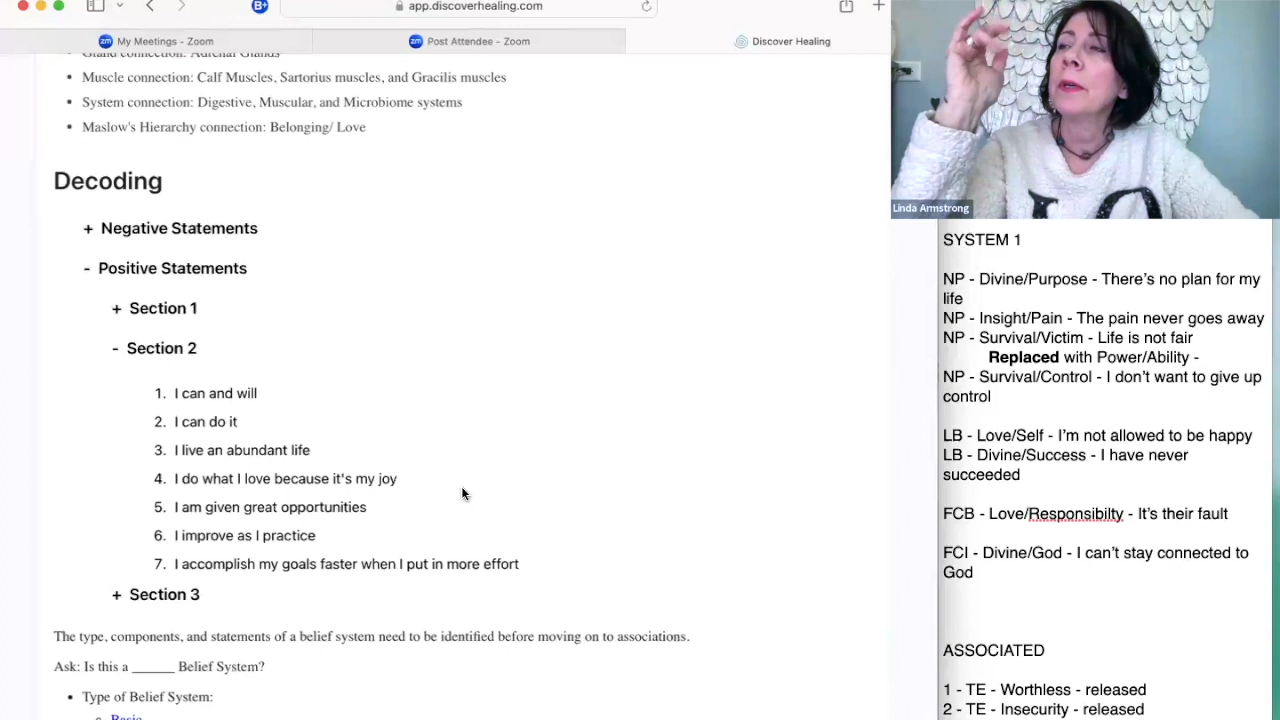 B+
app.discoverhealing.com
zm My Meetings - Zoom
zm Post Attendee - Zoom
Discover Healing
Gland connection: Adrenal Glands
• Muscle connection: Calf Muscles, Sartorius muscles, and Gracilis muscles
• System connection: Digestive, Muscular, and Microbiome systems
• Maslow's Hierarchy connection: Belonging/ Love
Decoding
+ Negative Statements
- Positive Statements
+ Section 1
- Section 2
1. I can and will
2. I can do it
3. I live an abundant life
4. I do what I love because it's my joy
5. I am given great opportunities
6. I improve as I practice
7. I accomplish my goals faster when I put in more effort
+ Section 3
The type, components, and statements of a belief system need to be identified before moving on to associations.
Ask: Is this a ______ Belief System?
• Type of Belief System:
Basic
Linda Armstrong
SYSTEM 1
NP - Divine/Purpose - There's no plan for my
life
NP - Insight/Pain - The pain never goes away
NP - Survival/Victim - Life is not fair
Replaced with Power/Ability -
NP - Survival/Control - I don't want to give up
control
LB - Love/Self - I'm not allowed to be happy
LB - Divine/Success - I have never
succeeded
FCB - Love/Responsibilty - It's their fault
FCI - Divine/God - I can't stay connected to
God
ASSOCIATED
1 - TE - Worthless - released
2 - TE - Insecurity - released